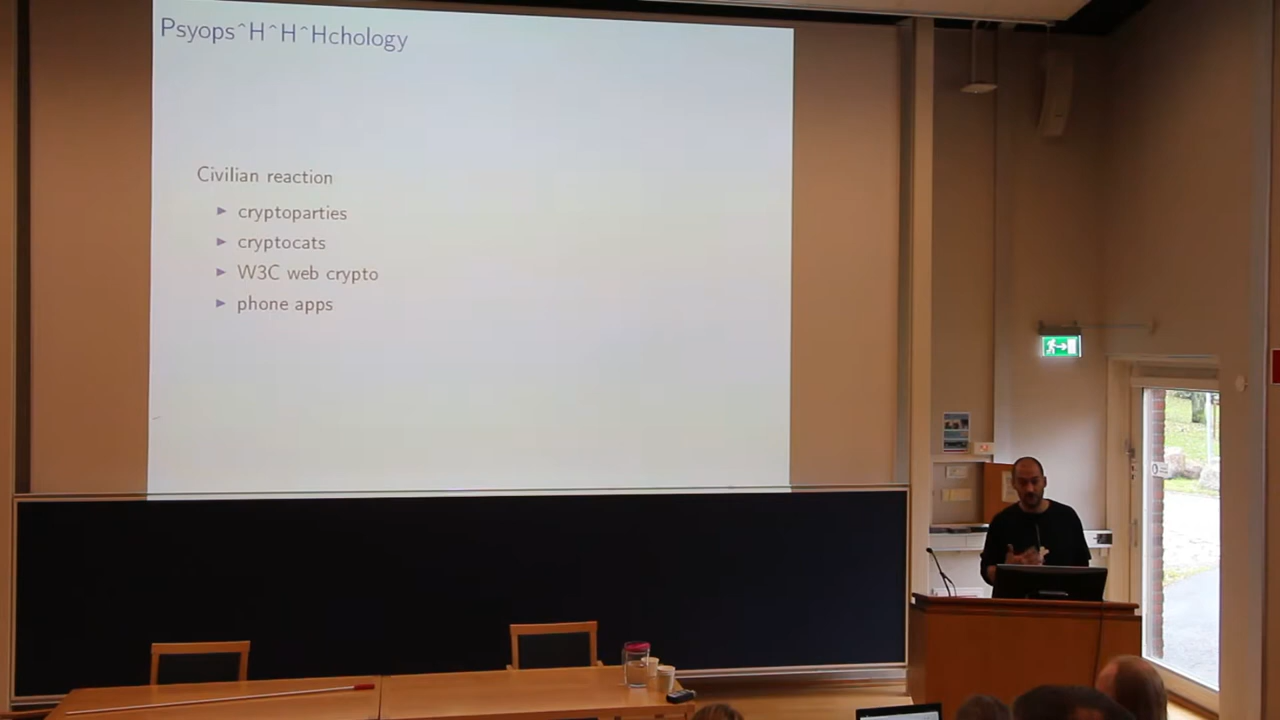 Psyops^H^H^Hchology
Civilian reaction
cryptoparties
cryptocats
W3C web crypto
phone apps